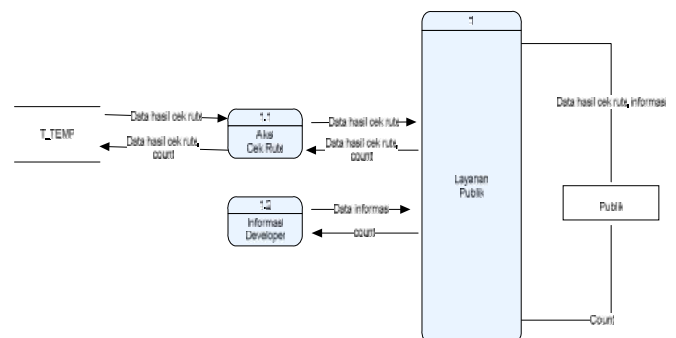 1
Data hasil cek rute, informasi
Data hasil cek rute
1.1
Data hasil cek rute
T_TEMP
Aksi
Cek Rute
Data hasil cek rute,
count
Data hasil cek rute,
count
Layanan
Publik
1.2
Data informasi
Publik
Informasi
Developer
count
Count